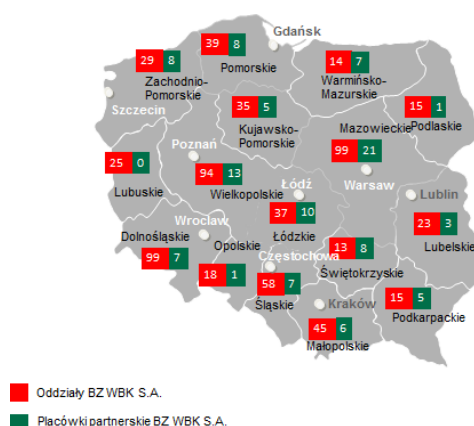 Gdańsk
39 8
Pomorskie
29 8
Zachodnio-
Pomorskie
14 7
Warmińsko-
Mazurskie
Szczecin
35 5
Kujawsko-
Pomorskie
15 1
Podlaskie
Mazowieckie
99 21
Warsaw
Poznań
94 13
Wielkopolskie
25 0
Lubuskie
Łódź
37 10
Łódzkie
Lublin
23 3
Lubelskie
Wrocław
Dolnośląskie
99 7
Opolskie
18 1
Częstochowa
58 7
Śląskie
13 8
Świętokrzyskie
Kraków
45 6
Małopolskie
15 5
Podkarpackie
Oddziały BZ WBK S.A.
Placówki partnerskie BZ WBK S.A.